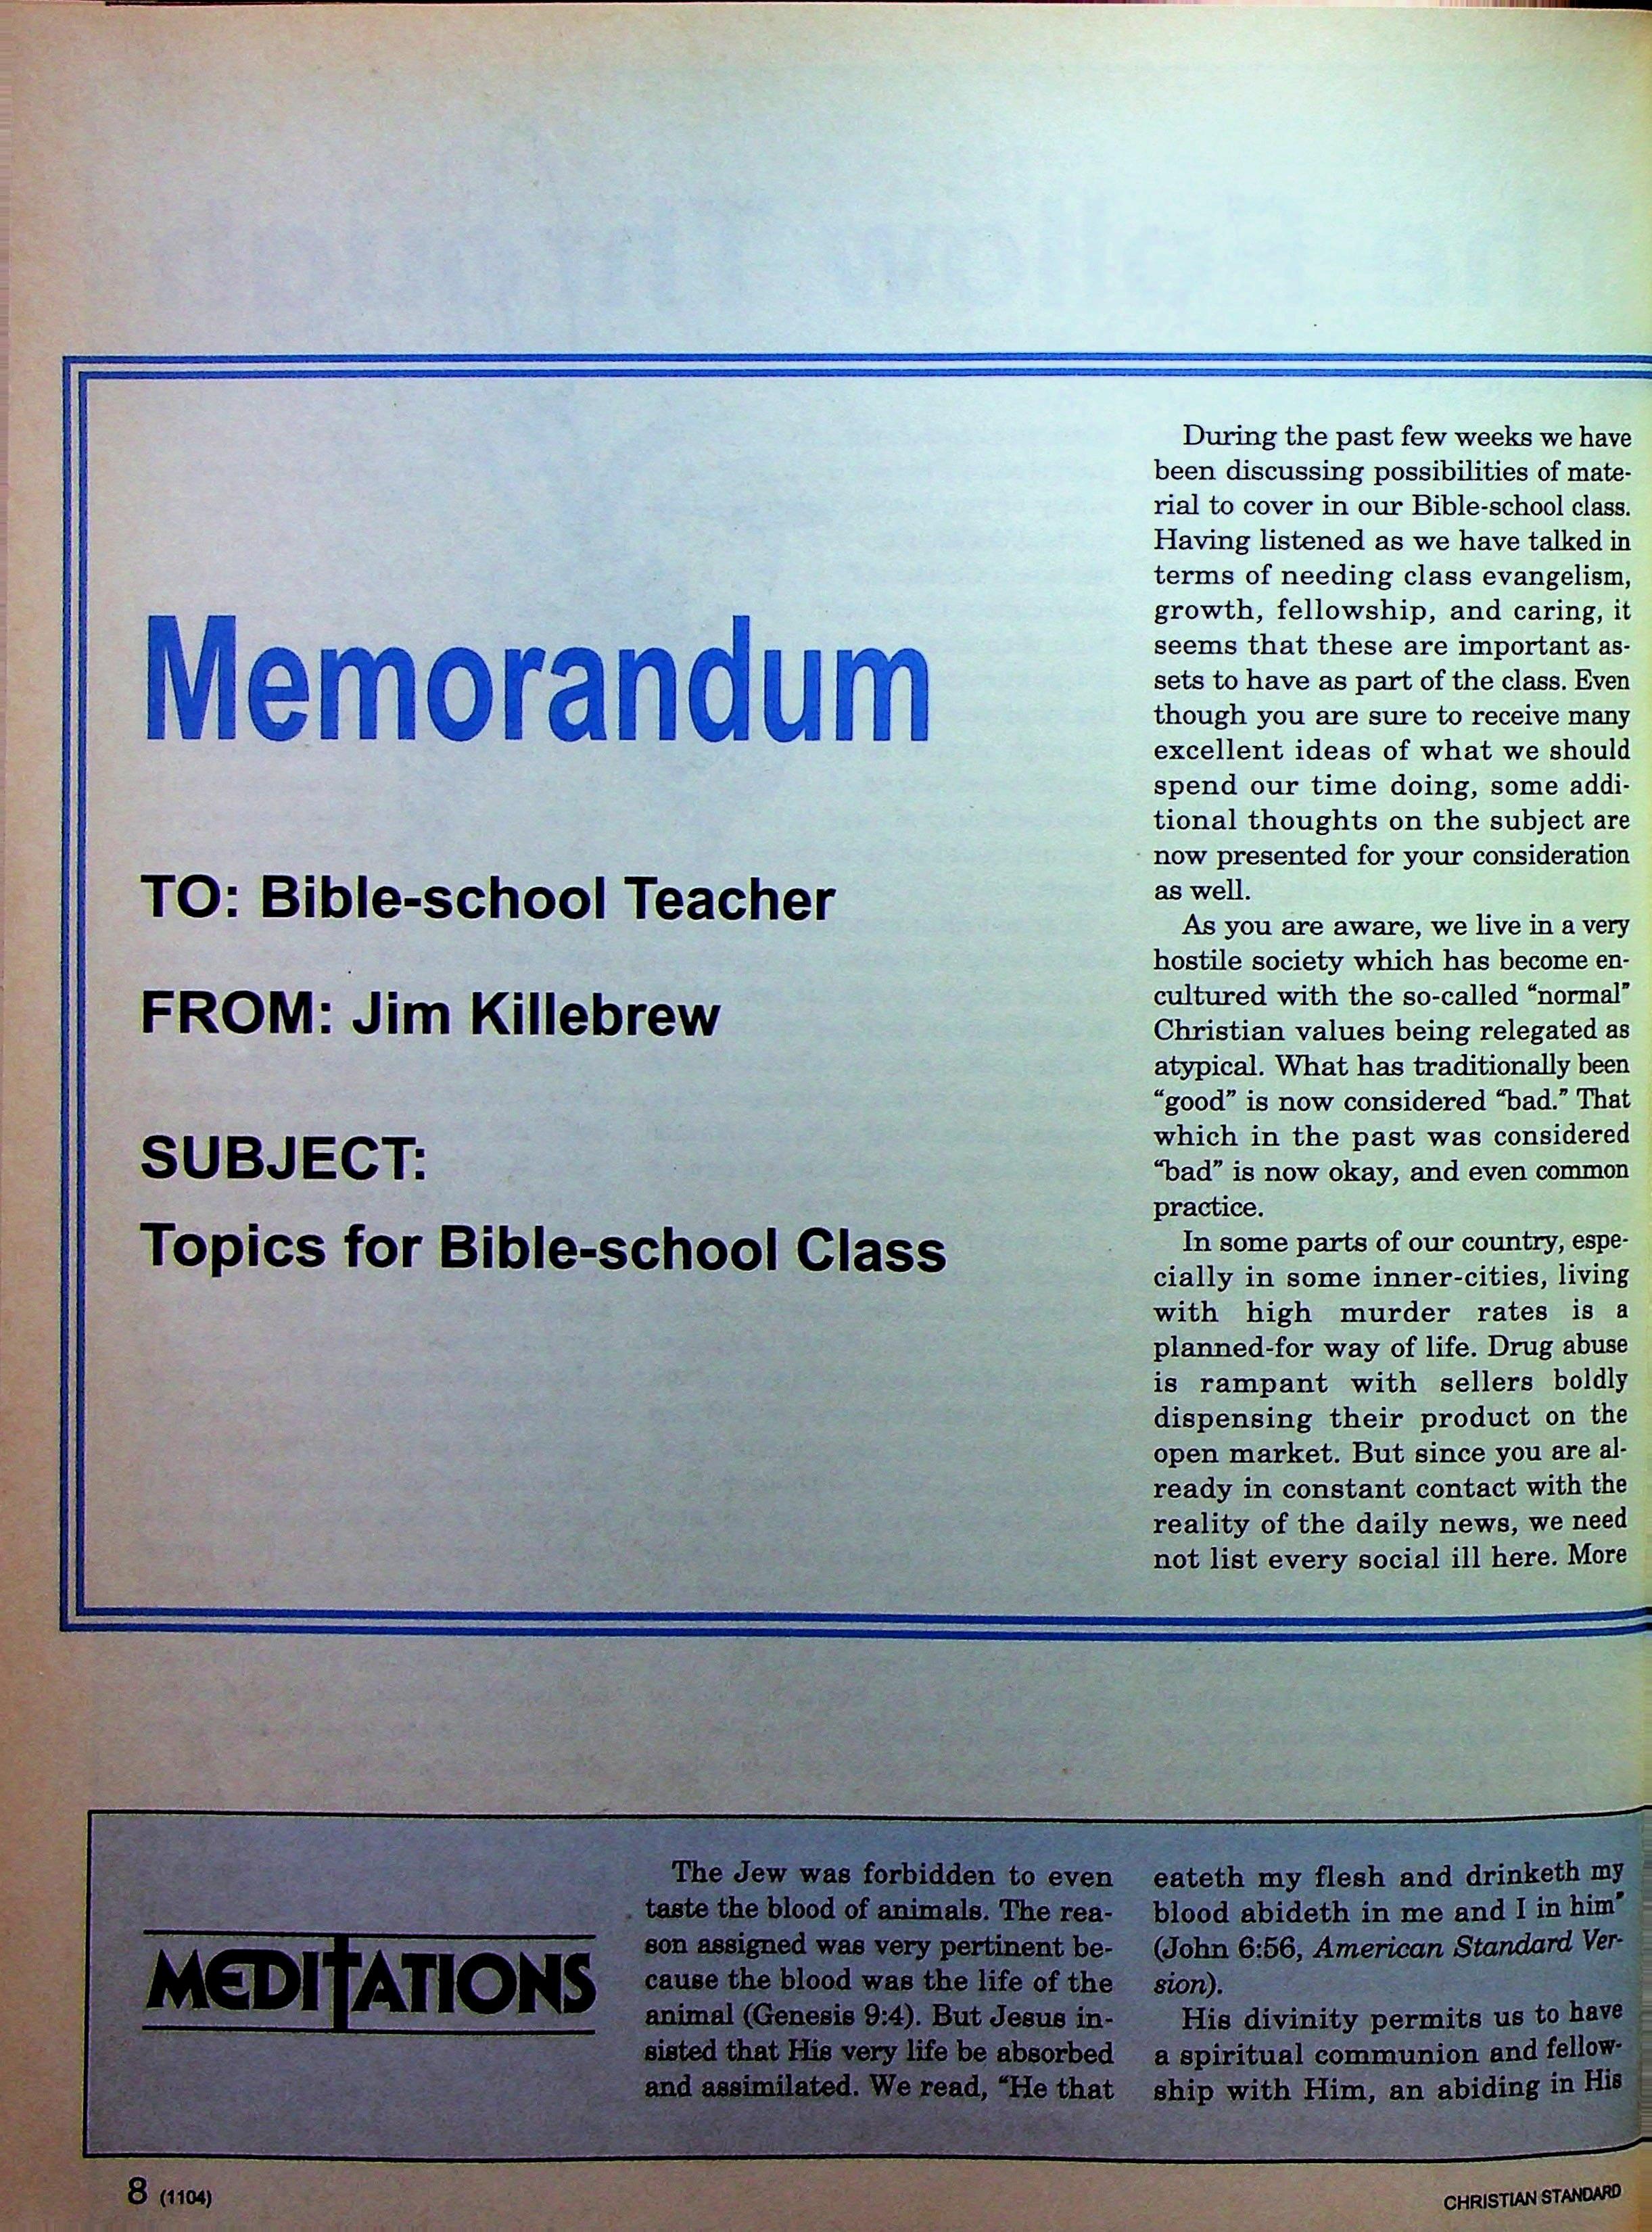 Memorandum
TO: Bible-school Teacher
FROM: Jim Killebrew
SUBJECT:
Topics for Bible-school Class
During the past few weeks we have
been discussing possibilities of mate-
rial to cover in our Bible-school class.
Having listened as we have talked in
terms of needing class evangelism,
growth, fellowship, and caring, it
seems that these are important as-
sets to have as part of the class. Even
though you are sure to receive many
excellent ideas of what we should
spend our time doing, some addi-
tional thoughts on the subject are
now presented for your consideration
as well.
As you are aware, we live in a very
hostile society which has become en-
cultured with the so-called “normal”
Christian values being relegated as
atypical. What has traditionally been
“good” is now considered “bad.” That
which in the past was considered
“bad” is now okay, and even common
practice.
In some parts of our country, espe-
cially in some inner-cities, living
with high murder rates is a
planned-for way of life. Drug abuse
is rampant with sellers boldly
dispensing their product on the
open market. But since you are al-
ready in constant contact with the
reality of the daily news, we need
not list every social ill here. More
MEDITATIONS
The Jew was forbidden to even
taste the blood of animals. The rea-
son assigned was very pertinent be-
cause the blood was the life of the
animal (Genesis 9:4). But Jesus in-
sisted that His very life be absorbed
and assimilated. We read, “He that
eateth my flesh and drinketh my
blood abideth in me and I in him”
(John 6:56, American Standard Ver-
sion).
His divinity permits us to have
a spiritual communion and fellow-
ship with Him, an abiding in His
8 (1104)
CHRISTIAN STANDARD